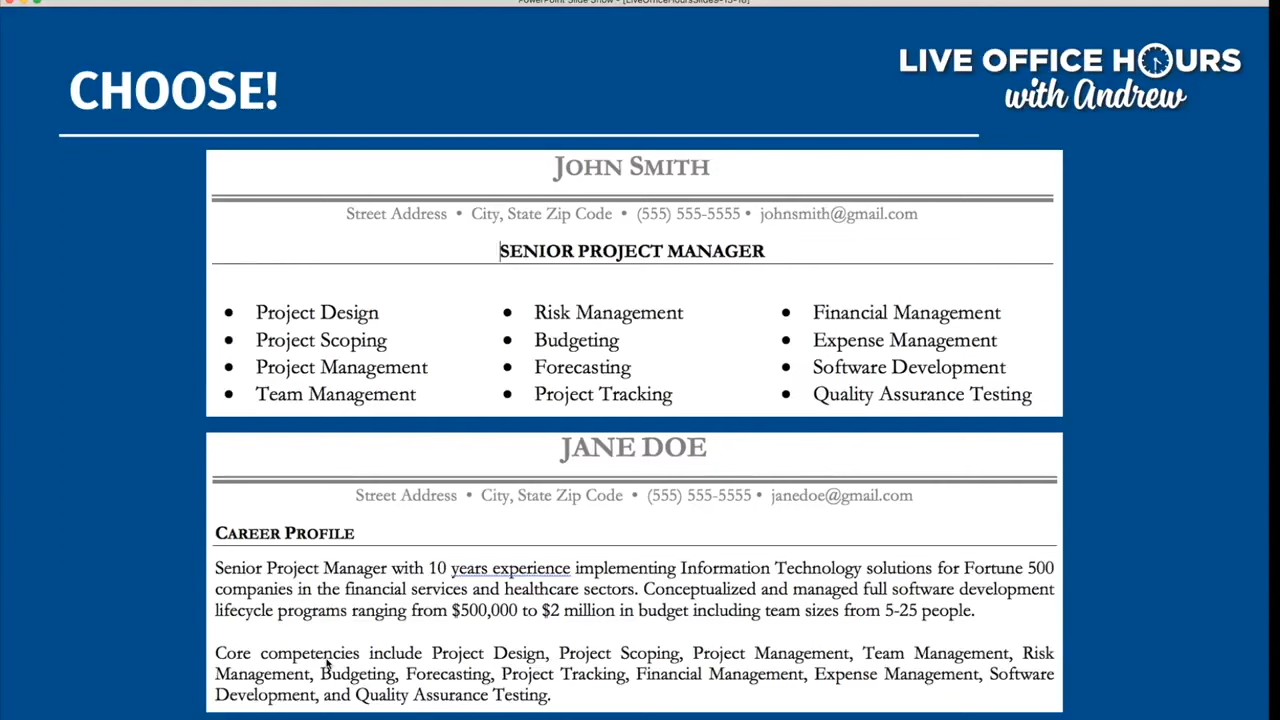 PowerPoint Slide Show - [LiveOfficeHoursSlides9-13-18]
CHOOSE!
LIVE OFFICE HOURS
with Andrew
JOHN SMITH
Street Address • City, State Zip Code • (555) 555-5555 • johnsmith@gmail.com
SENIOR PROJECT MANAGER
• Project Design
• Project Scoping
• Project Management
• Team Management
• Risk Management
• Budgeting
• Forecasting
• Project Tracking
• Financial Management
• Expense Management
• Software Development
• Quality Assurance Testing
JANE DOE
Street Address • City, State Zip Code • (555) 555-5555 • janedoe@gmail.com
CAREER PROFILE
Senior Project Manager with 10 years experience implementing Information Technology solutions for Fortune 500
companies in the financial services and healthcare sectors. Conceptualized and managed full software development
lifecycle programs ranging from $500,000 to $2 million in budget including team sizes from 5-25 people.
Core competencies include Project Design, Project Scoping, Project Management, Team Management, Risk
Management, Budgeting, Forecasting, Project Tracking, Financial Management, Expense Management, Software
Development, and Quality Assurance Testing.